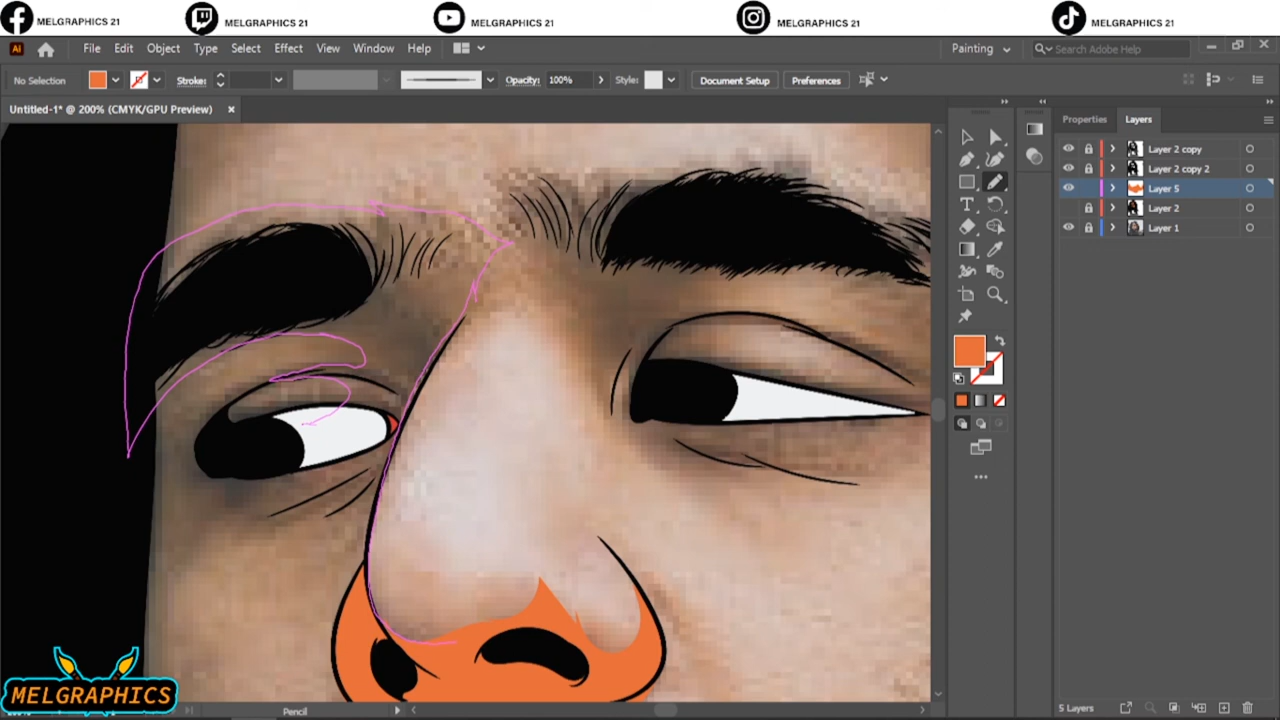 MELGRAPHICS 21 MELGRAPHICS 21 MELGRAPHICS 21 MELGRAPHICS 21 MELGRAPHICS 21
Ai File Edit Object Type Select Effect View Window Help Painting Search Adobe Help
No Selection Stroke: Opacity: 100% Style: Document Setup Preferences
Untitled-1* @ 200% (CMYK/GPU Preview)
Properties Layers
Layer 2 copy
Layer 2 copy 2
Layer 5
Layer 2
Layer 1
MELGRAPHICS
Pencil
5 Layers